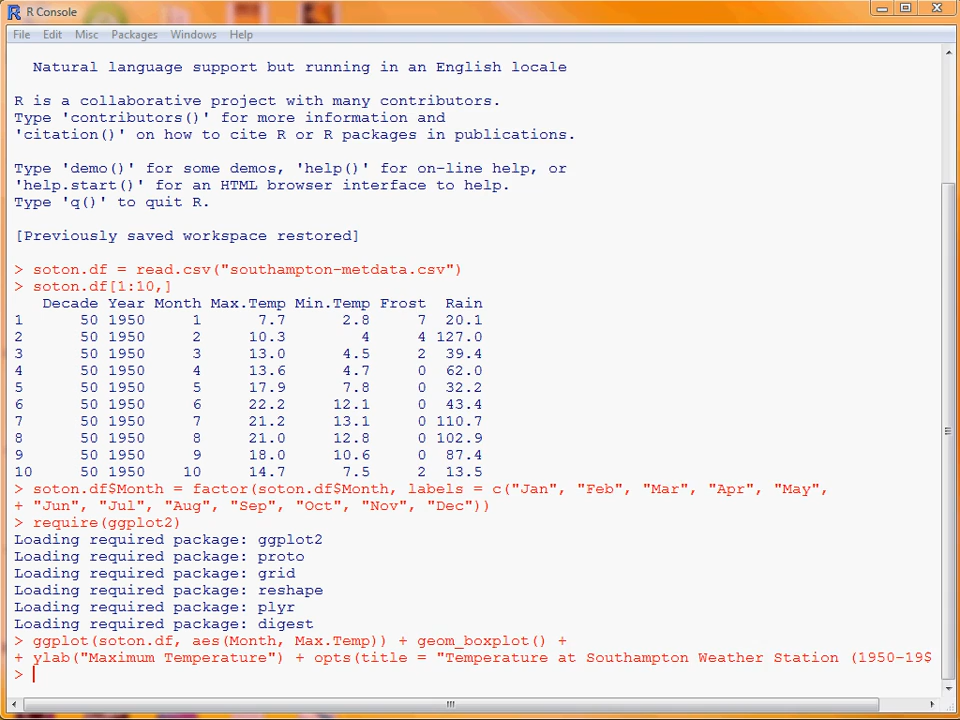 R Console
File Edit Misc Packages Windows Help
Natural language support but running in an English locale
R is a collaborative project with many contributors.
Type 'contributors()' for more information and
'citation()' on how to cite R or R packages in publications.
Type 'demo()' for some demos, 'help()' for on-line help, or
'help.start()' for an HTML browser interface to help.
Type 'q()' to quit R.
[Previously saved workspace restored]
> soton.df = read.csv("southampton-metdata.csv")
> soton.df[1:10,]
Decade Year Month Max.Temp Min.Temp Frost Rain
1 50 1950 1 7.7 2.8 7 20.1
2 50 1950 2 10.3 4 4 127.0
3 50 1950 3 13.0 4.5 2 39.4
4 50 1950 4 13.6 4.7 0 62.0
5 50 1950 5 17.9 7.8 0 32.2
6 50 1950 6 22.2 12.1 0 43.4
7 50 1950 7 21.2 13.1 0 110.7
8 50 1950 8 21.0 12.8 0 102.9
9 50 1950 9 18.0 10.6 0 87.4
10 50 1950 10 14.7 7.5 2 13.5
> soton.df$Month = factor(soton.df$Month, labels = c("Jan", "Feb", "Mar", "Apr", "May",
+ "Jun", "Jul", "Aug", "Sep", "Oct", "Nov", "Dec"))
> require(ggplot2)
Loading required package: ggplot2
Loading required package: proto
Loading required package: grid
Loading required package: reshape
Loading required package: plyr
Loading required package: digest
> ggplot(soton.df, aes(Month, Max.Temp)) + geom_boxplot() +
+ ylab("Maximum Temperature") + opts(title = "Temperature at Southampton Weather Station (1950-19$
>